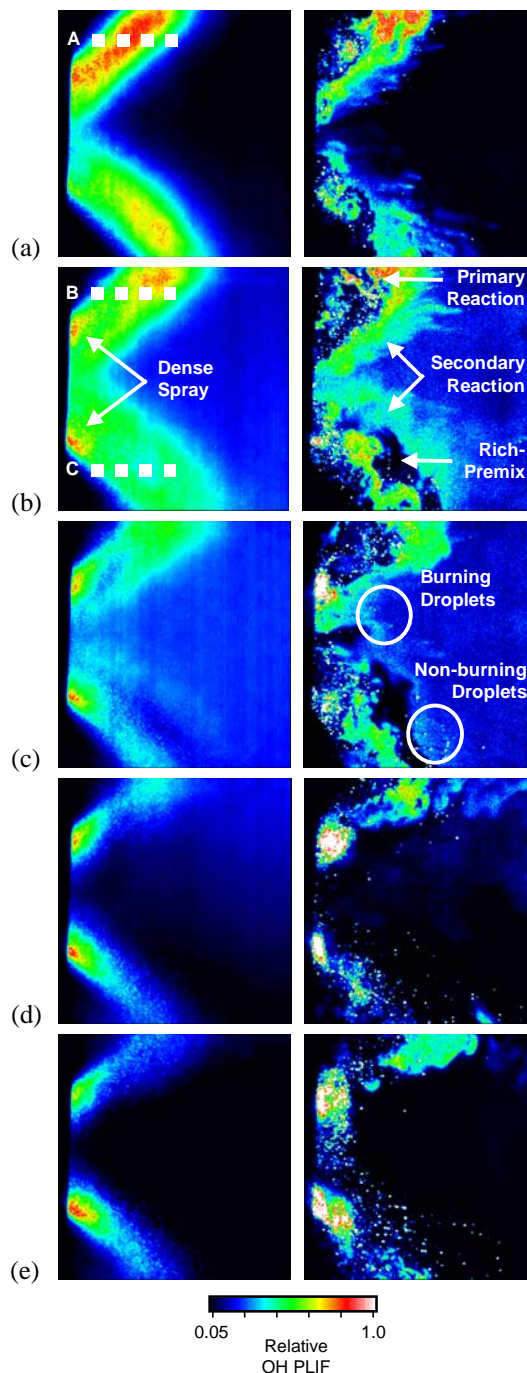 A
(a)
B
Dense
Spray
C
Primary
Reaction
Secondary
Reaction
Rich-
Premix
(b)
Burning
Droplets
Non-burning
Droplets
(c)
(d)
(e)
0.05
1.0
Relative
OH PLIF